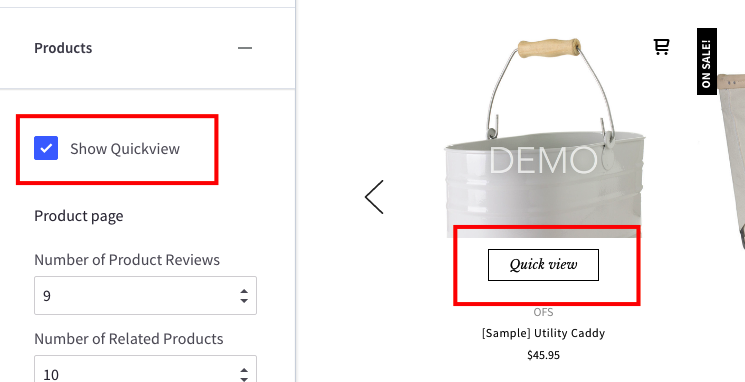 Products
Show Quickview
Product page
Number of Product Reviews
9
Number of Related Products
10
ON SALE!
DEMO
Quick view
OFS
[Sample] Utility Caddy
$45.95